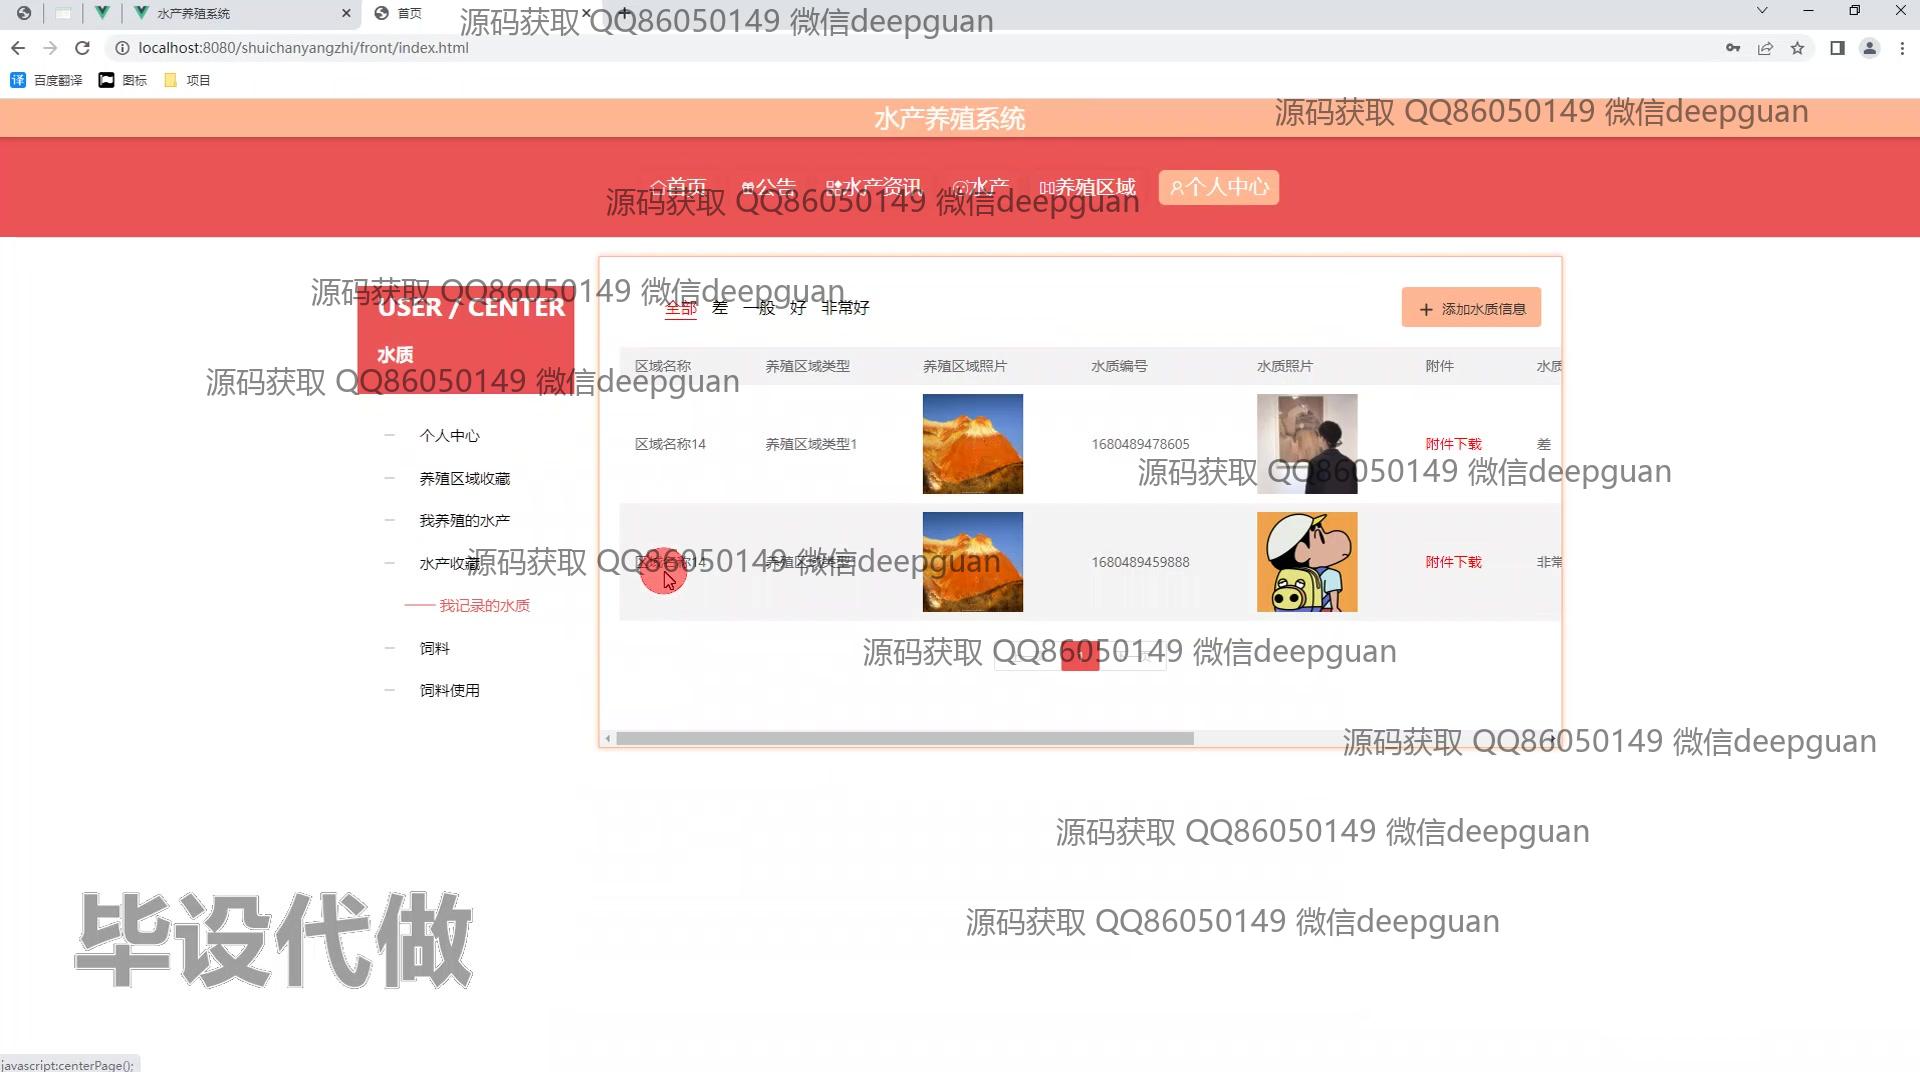 水产养殖系统
首页
源码获取 QQ86050149 微信deepguan
localhost:8080/shuichanyangzhi/front/index.html
百度翻译
图标
项目
水产养殖系统
源码获取 QQ86050149 微信deepguan
首页 公告 水产资讯 水产 养殖区域 个人中心
源码获取 QQ86050149 微信deepguan
源码获取 QQ86050149 微信deepguan
USER / CENTER
水质
全部 差 一般 好 非常好
添加水质信息
源码获取 QQ86050149 微信deepguan
区域名称 养殖区域类型 养殖区域照片 水质编号 水质照片 附件 水质
区域名称14 养殖区域类型1 1680489478605 附件下载 差
源码获取 QQ86050149 微信deepguan
区域名称14 养殖区域类型1 1680489459888 附件下载 非常
源码获取 QQ86050149 微信deepguan
个人中心
养殖区域收藏
我养殖的水产
水产收藏
我记录的水质
饲料
饲料使用
源码获取 QQ86050149 微信deepguan
1
源码获取 QQ86050149 微信deepguan
源码获取 QQ86050149 微信deepguan
源码获取 QQ86050149 微信deepguan
毕设代做
javascript:centerPage();